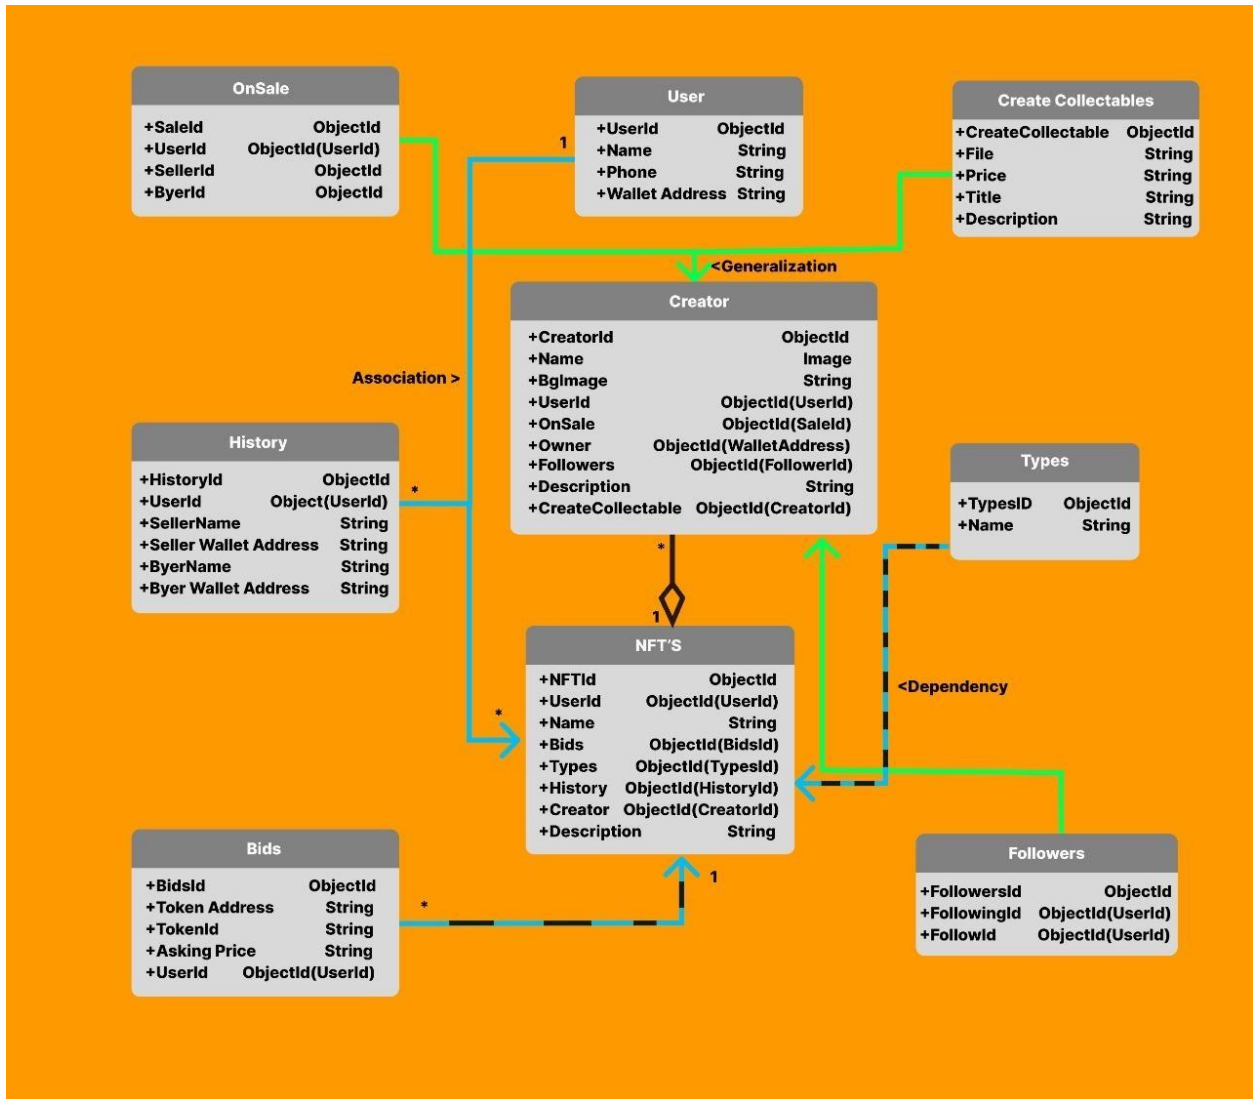 OnSale
+SaleId ObjectId
+UserId ObjectId(UserId)
+SellerId ObjectId
+ByerId ObjectId
User
+UserId ObjectId
+Name String
+Phone String
+Wallet Address String
1
Create Collectables
+CreateCollectable ObjectId
+File String
+Price String
+Title String
+Description String
<Generalization
Creator
+CreatorId ObjectId
+Name Image
+BgImage String
+UserId ObjectId(UserId)
+OnSale ObjectId(SaleId)
+Owner ObjectId(WalletAddress)
+Followers ObjectId(FollowerId)
+Description String
+CreateCollectable ObjectId(CreatorId)
Association >
History
+HistoryId ObjectId
+UserId Object(UserId)
+SellerName String
+Seller Wallet Address String
+ByerName String
+Byer Wallet Address String
*
Types
+TypesID ObjectId
+Name String
*
1
NFT'S
+NFTId ObjectId
+UserId ObjectId(UserId)
+Name String
+Bids ObjectId(BidsId)
+Types ObjectId(TypesId)
+History ObjectId(HistoryId)
+Creator ObjectId(CreatorId)
+Description String
*
<Dependency
Bids
+BidsId ObjectId
+Token Address String
+TokenId String
+Asking Price String
+UserId ObjectId(UserId)
*
1
Followers
+FollowersId ObjectId
+FollowingId ObjectId(UserId)
+FollowId ObjectId(UserId)